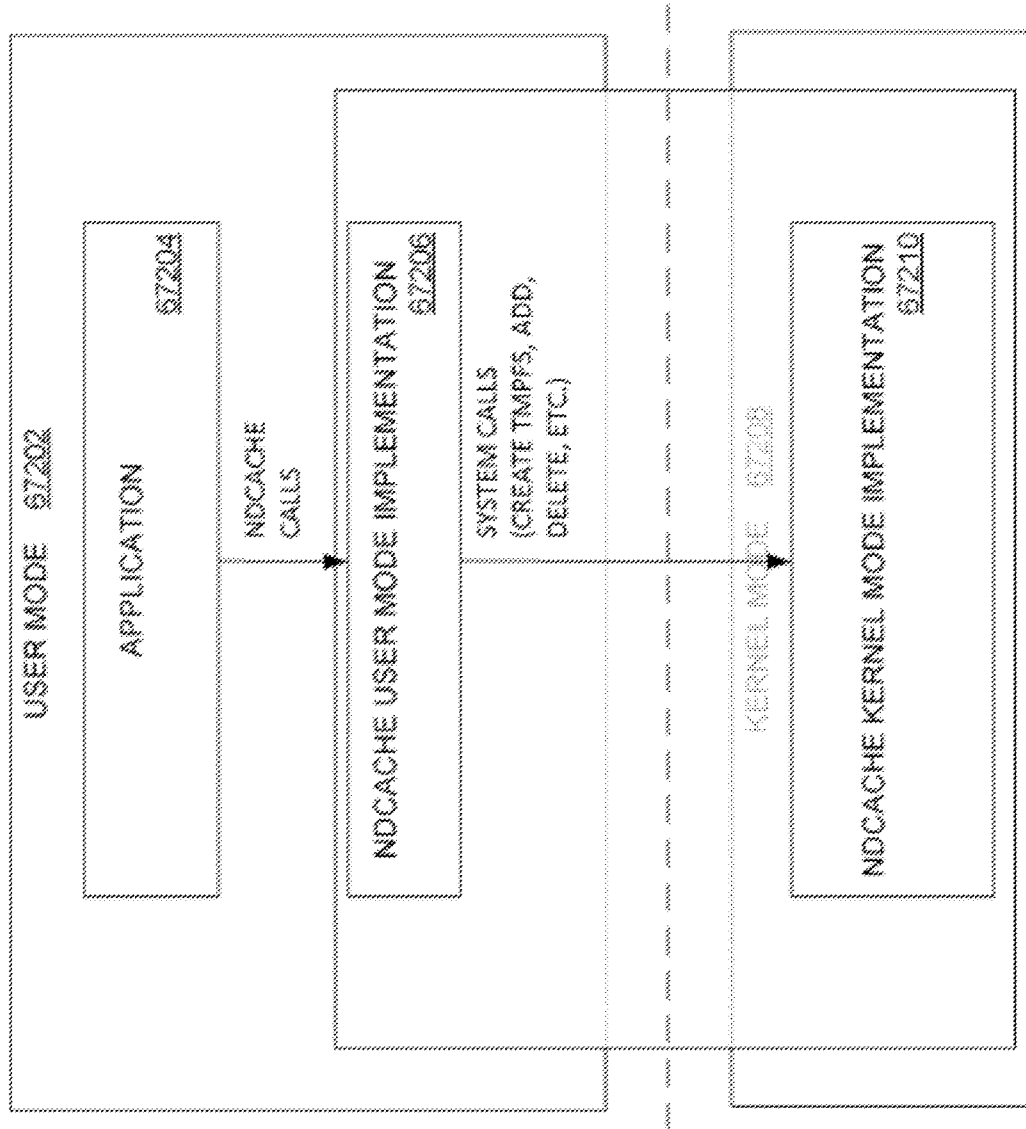 USER MODE 67202
APPLICATION
67204
NDCACHE
CALLS
NDCACHE USER MODE IMPLEMENTATION
67206
SYSTEM CALLS
(CREATE TMPFS, ADD,
DELETE, ETC.)
KERNEL MODE 67208
NDCACHE KERNEL MODE IMPLEMENTATION
67210